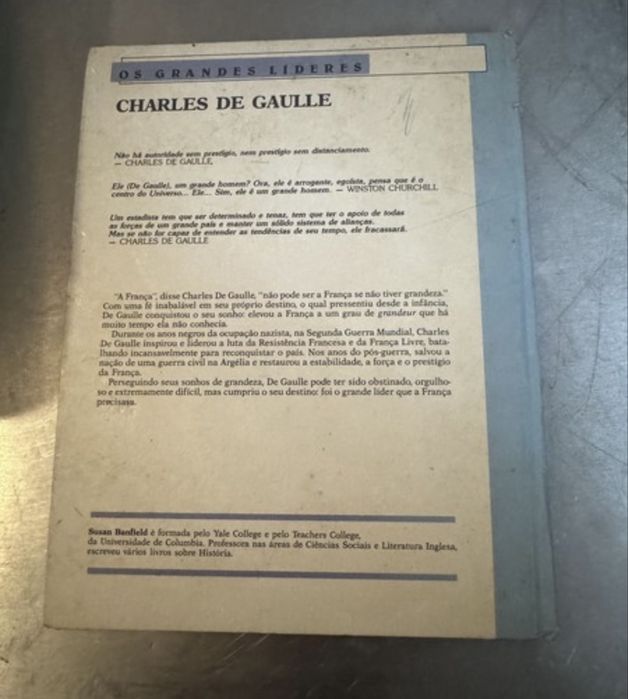 OS GRANDES LÍDERES
CHARLES DE GAULLE
Não há autoridade sem prestígio, nem prestígio sem distanciamento.
— CHARLES DE GAULLE
Ele (De Gaulle), um grande homem? Ora, ele é arrogante, egoísta, pensa que é o
centro do Universo... Ele... Sim, ele é um grande homem. — WINSTON CHURCHILL
Um estadista tem que ser determinado e tenaz, tem que ter o apoio de todas
as forças de um grande país e manter um sólido sistema de alianças.
Mas se não for capaz de entender as tendências de seu tempo, ele fracassará.
— CHARLES DE GAULLE
"A França", disse Charles De Gaulle, "não pode ser a França se não tiver grandeza."
Com uma fé inabalável em seu próprio destino, o qual pressentiu desde a infância,
De Gaulle conquistou o seu sonho: elevou a França a um grau de grandeur que há
muito tempo ela não conhecia.
Durante os anos negros da ocupação nazista, na Segunda Guerra Mundial, Charles
De Gaulle inspirou e liderou a luta da Resistência Francesa e da França Livre, bata-
lhando incansavelmente para reconquistar o país. Nos anos do pós-guerra, salvou a
nação de uma guerra civil na Argélia e restaurou a estabilidade, a força e o prestígio
da França.
Perseguindo seus sonhos de grandeza, De Gaulle pode ter sido obstinado, orgulho-
so e extremamente difícil, mas cumpriu o seu destino: foi o grande líder que a França
precisava.
Susan Banfield é formada pelo Yale College e pelo Teachers College,
da Universidade de Columbia. Professora nas áreas de Ciências Sociais e Literatura Inglesa,
escreveu vários livros sobre História.